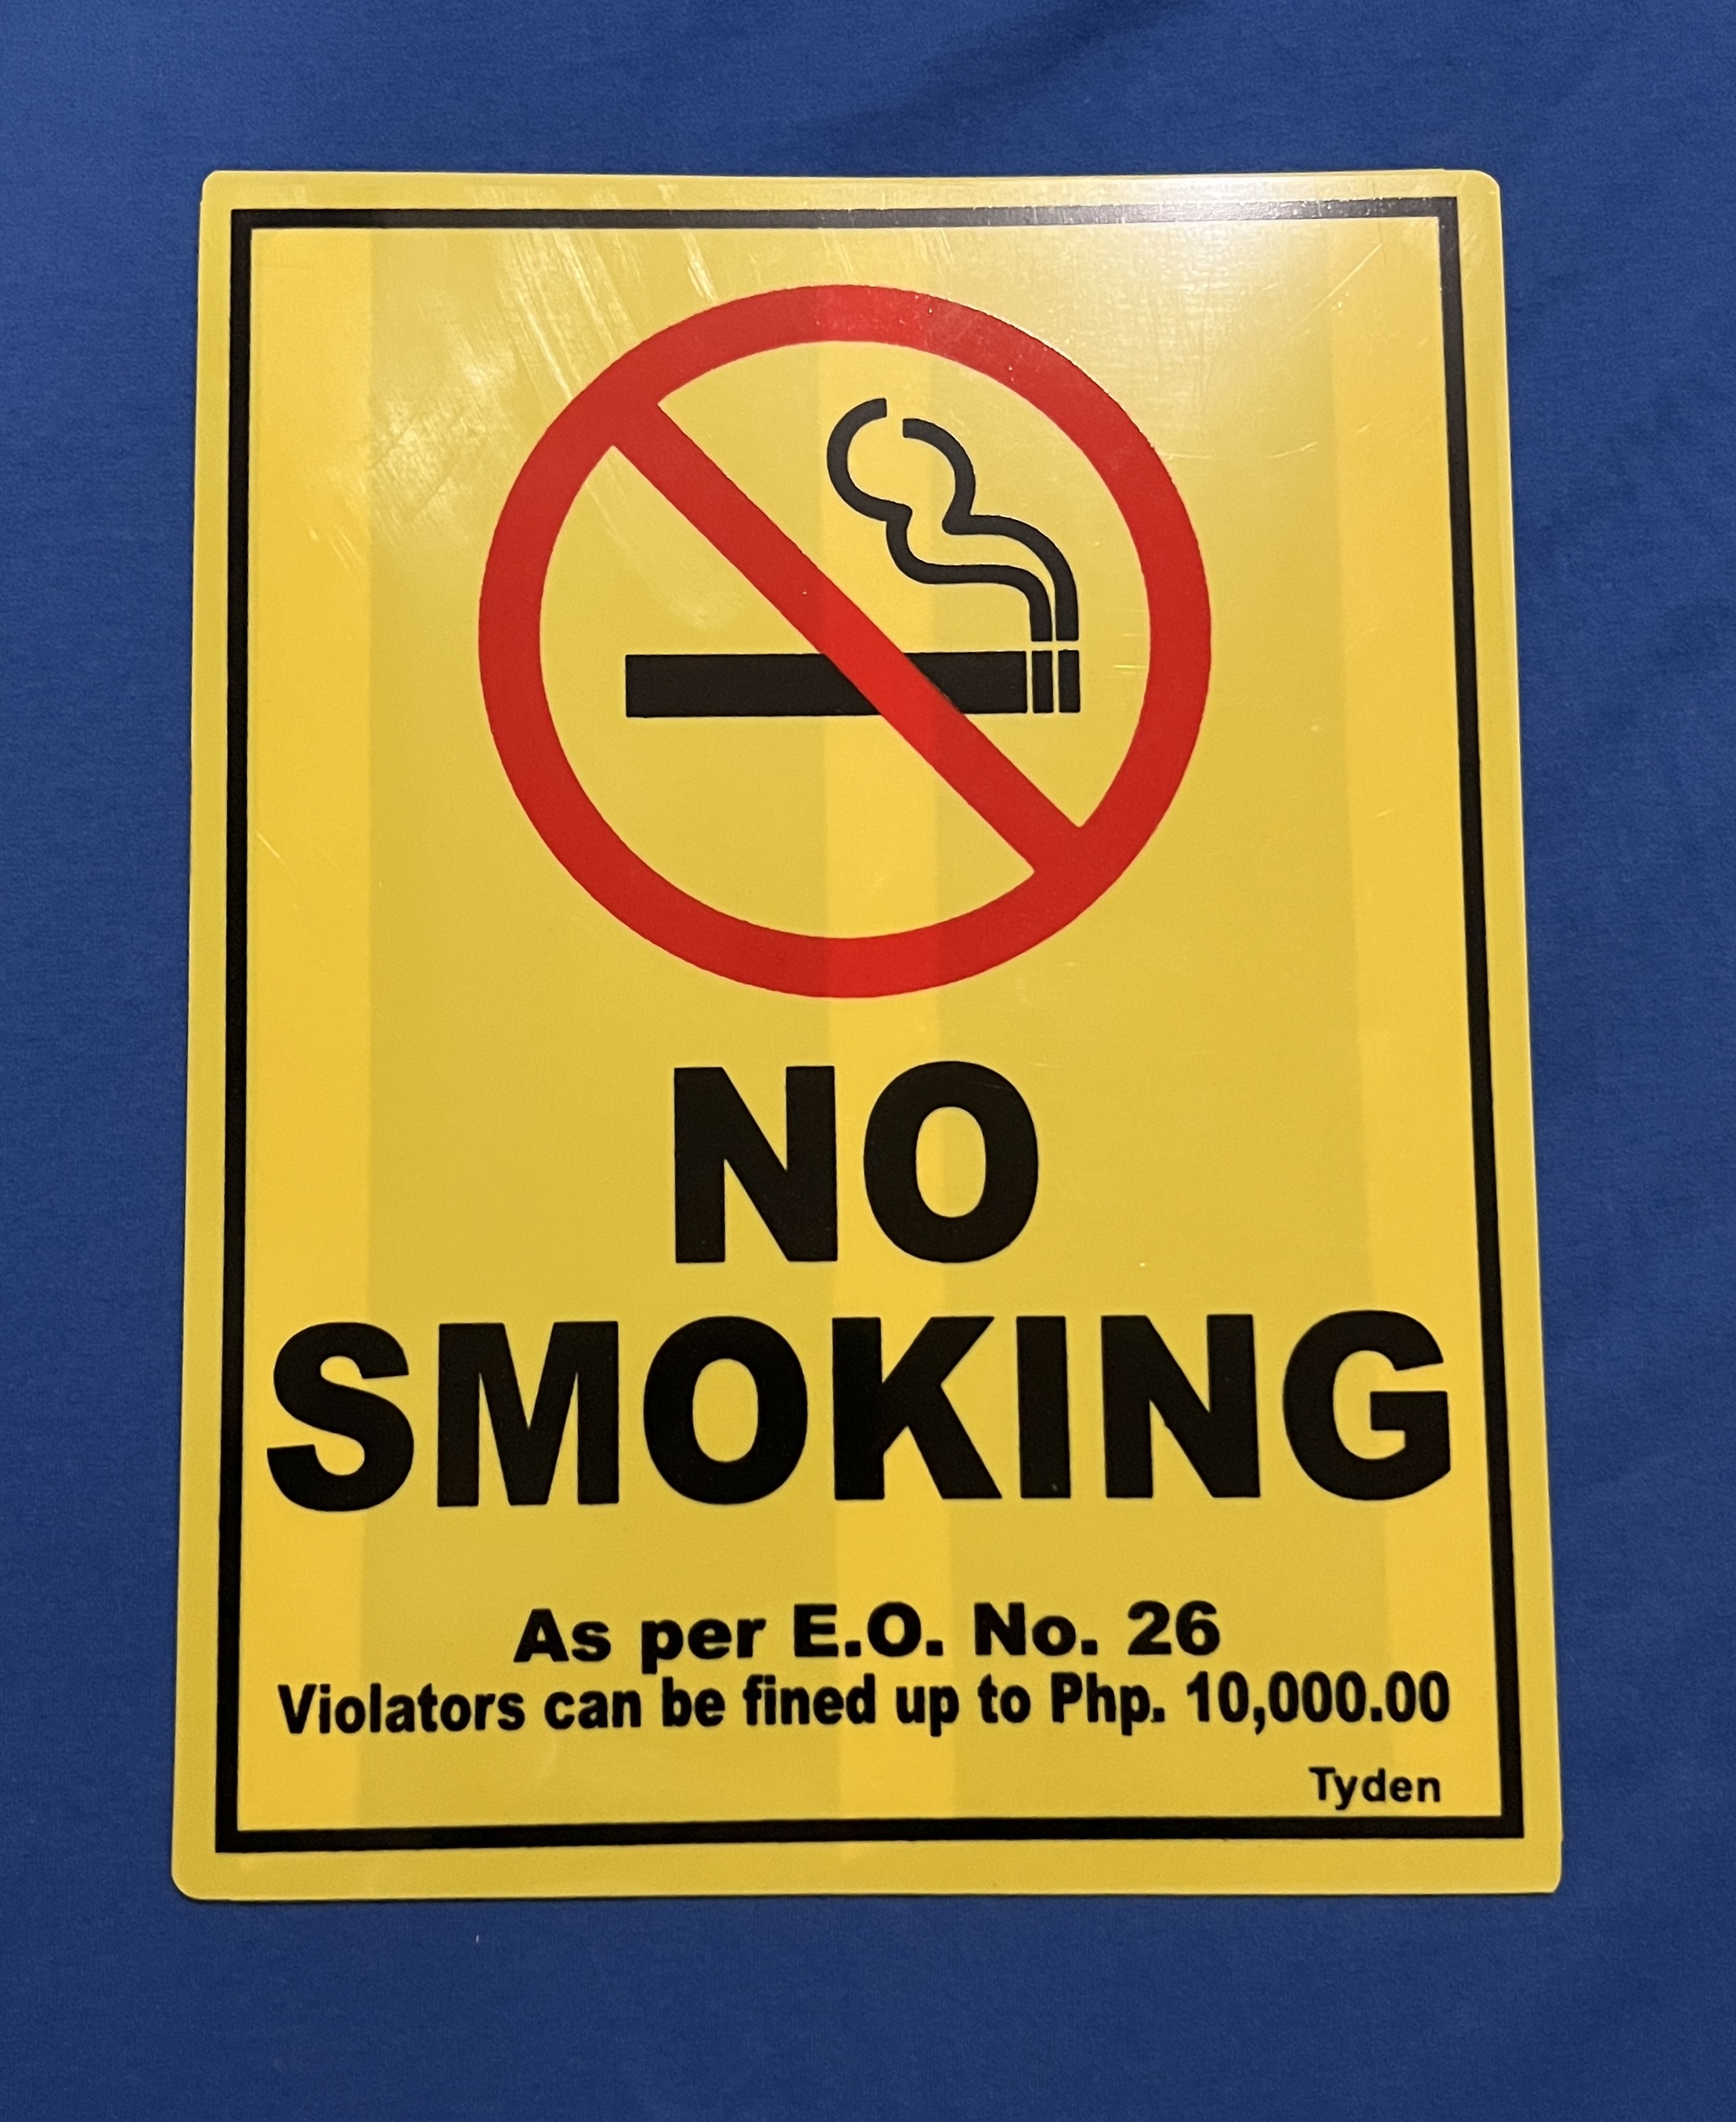 NO
SMOKING
As per E.O. No. 26
Violators can be fined up to Php. 10,000.00
Tyden